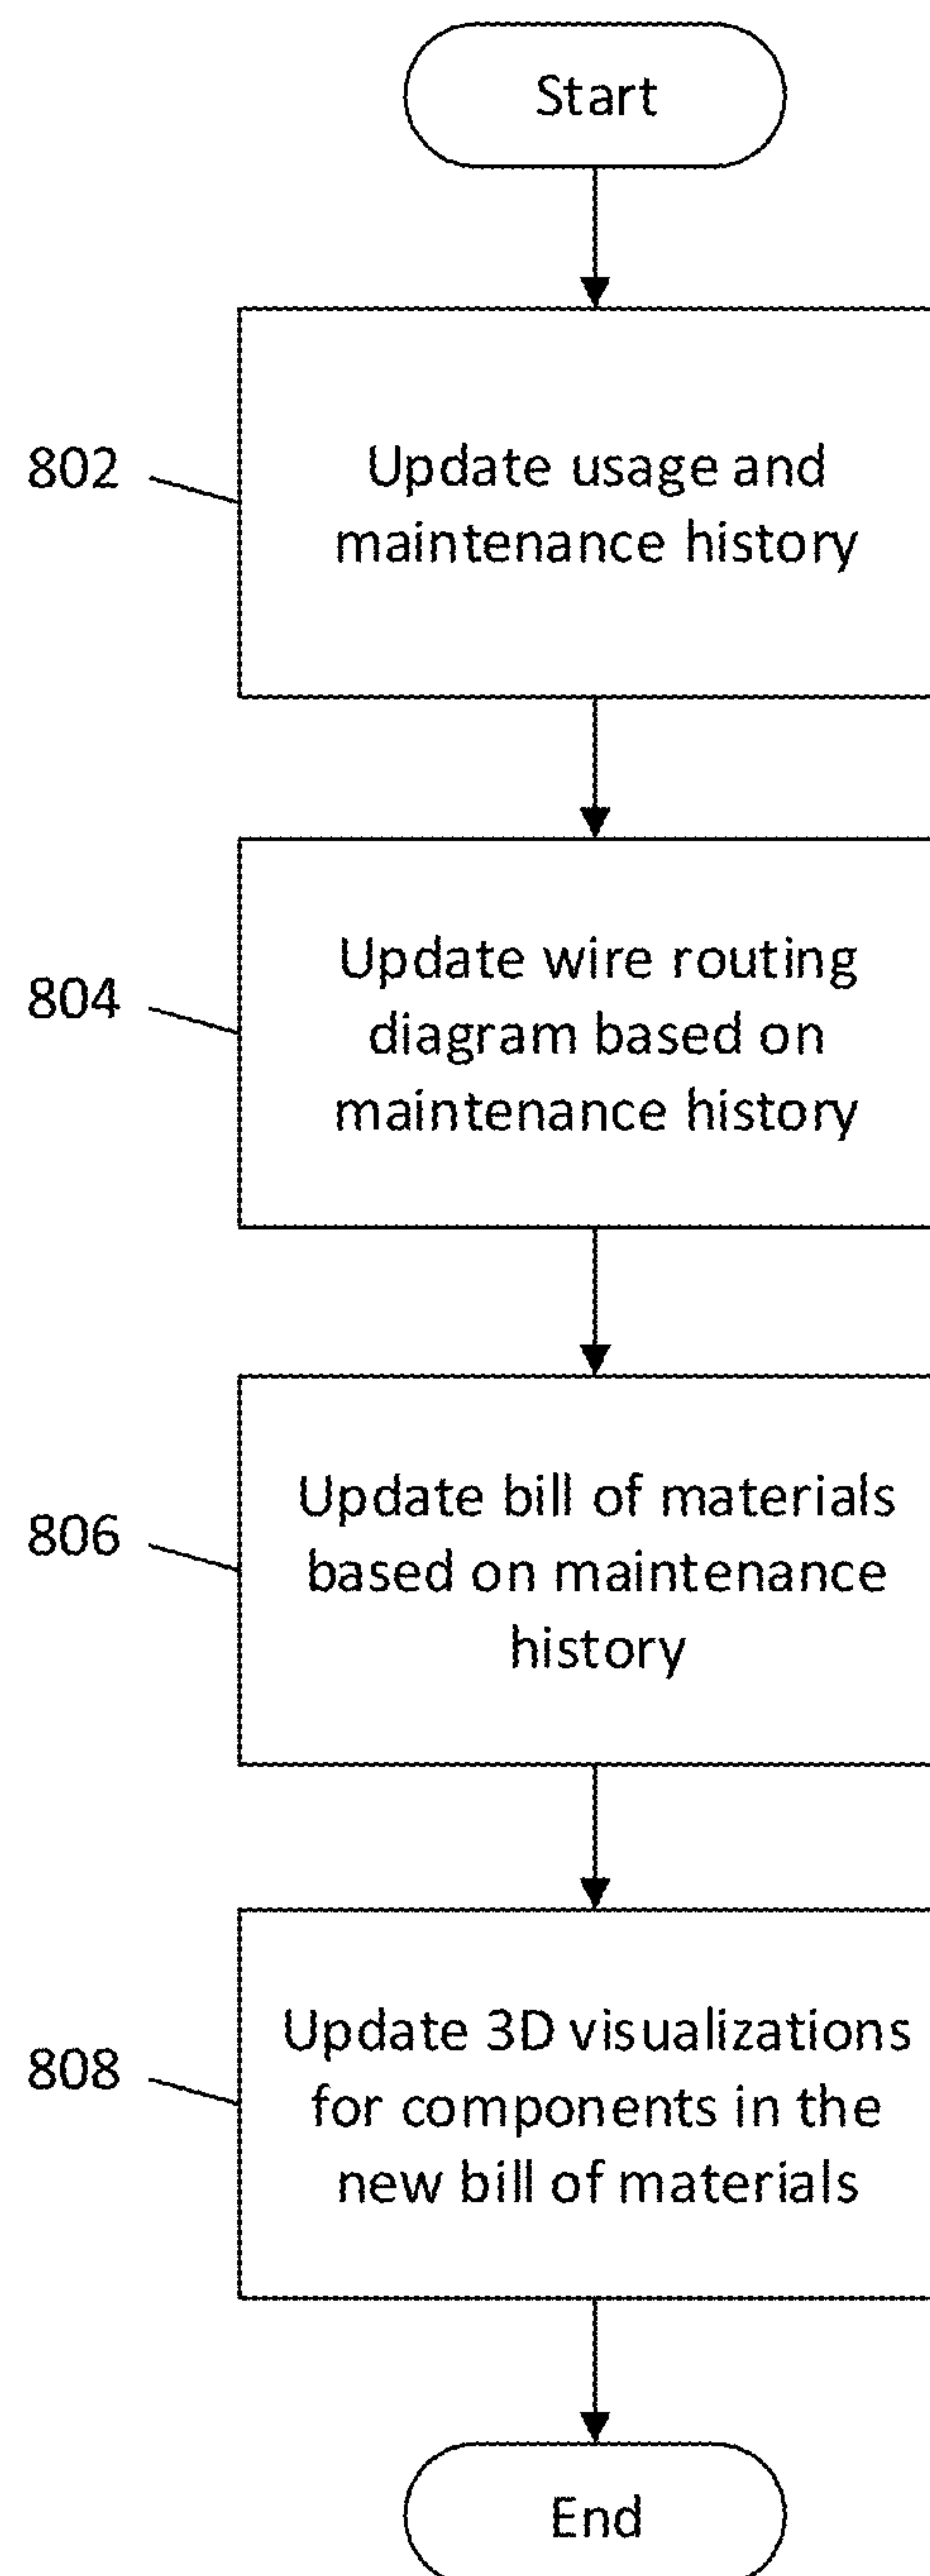 Start
802
Update usage and
maintenance history
804
Update wire routing
diagram based on
maintenance history
806
Update bill of materials
based on maintenance
history
808
Update 3D visualizations
for components in the
new bill of materials
End